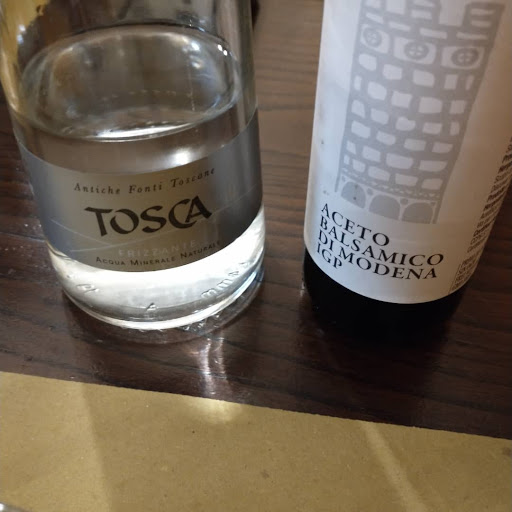 Antiche Fonti Toscane
TOSCA
FRIZZANTE
ACQUA MINERALE NATURALE
ACETO
BALSAMICO
DI MODENA
IGP